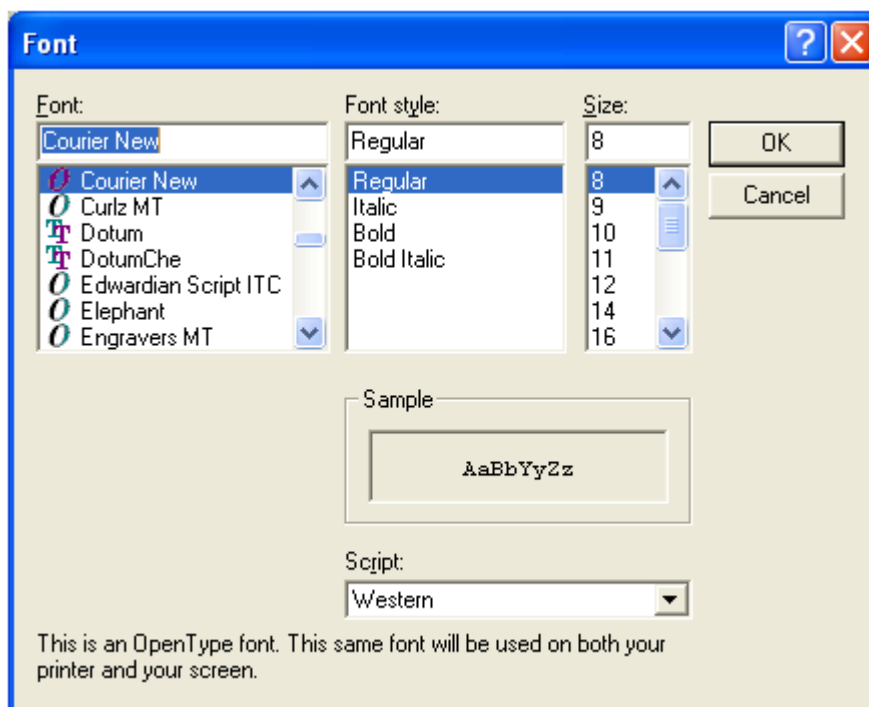 Font
Font:
Font style:
Size:
Courier New
Regular
8
OK
Cancel
Courier New
Curlz MT
Dotum
DotumChe
Edwardian Script ITC
Elephant
Engravers MT
Regular
Italic
Bold
Bold Italic
8
9
10
11
12
14
16
Sample
AaBbYyZz
Script:
Western
This is an OpenType font. This same font will be used on both your
printer and your screen.